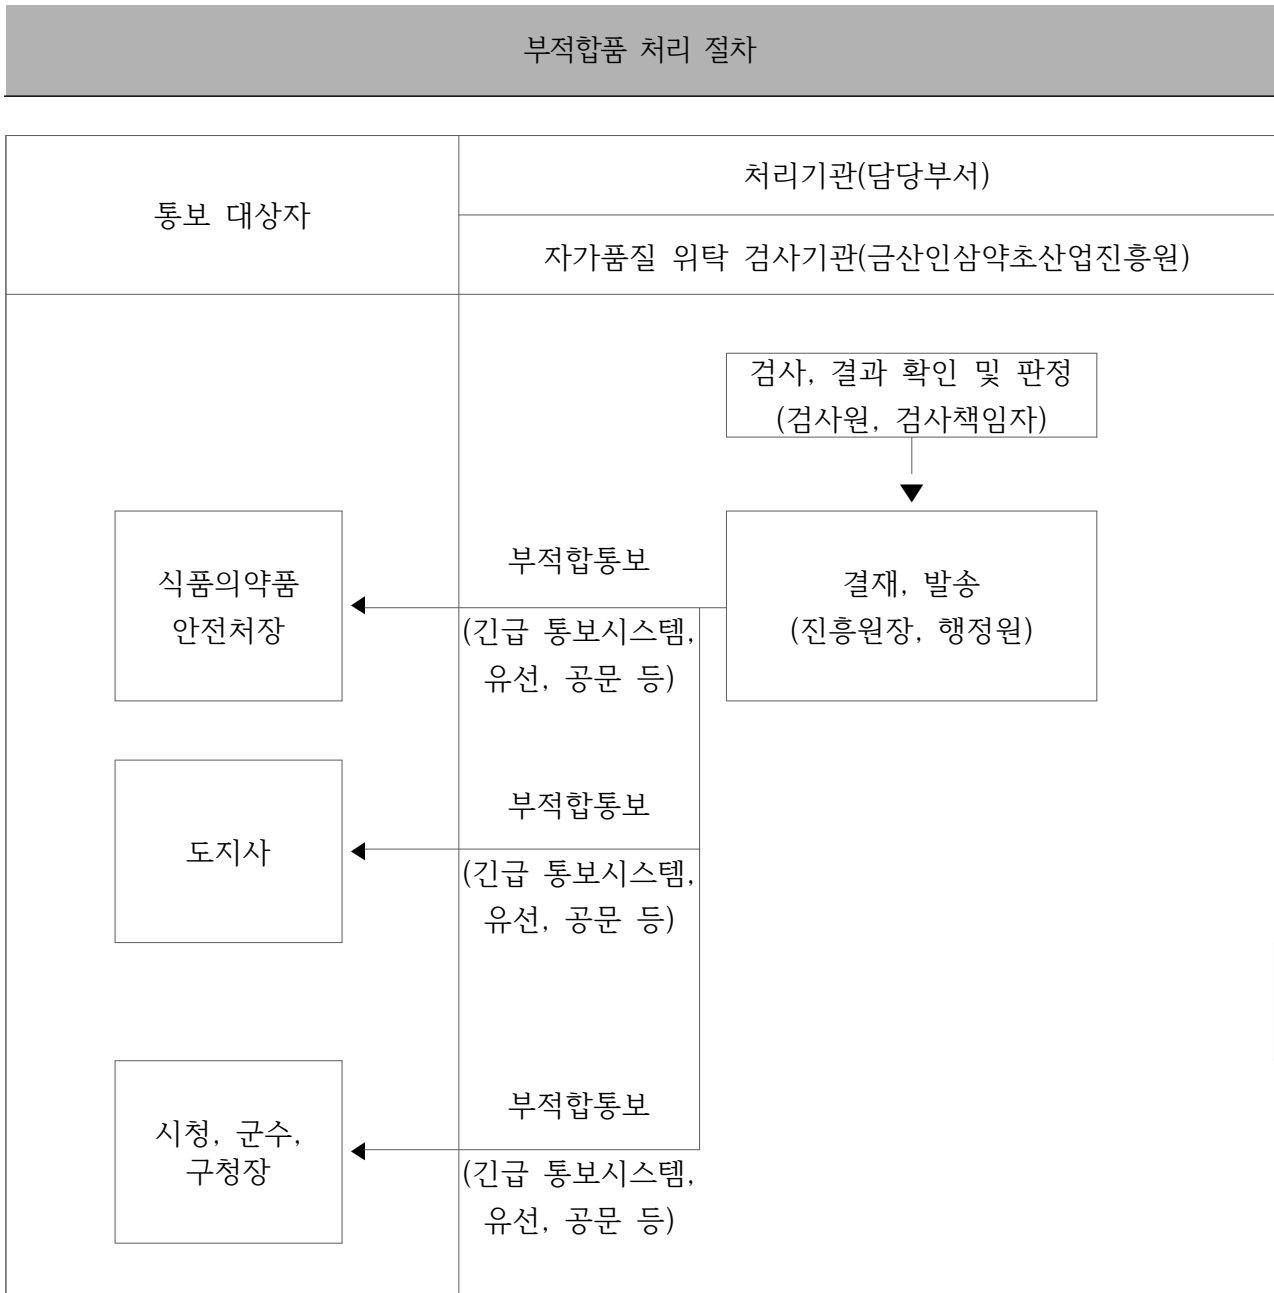 부적합품 처리 절차
통보 대상자
처리기관(담당부서)
자가품질 위탁 검사기관(금산인삼약초산업진흥원)
검사, 결과 확인 및 판정
(검사원, 검사책임자)
결재, 발송
(진흥원장, 행정원)
부적합통보
(긴급 통보시스템,
유선, 공문 등)
식품의약품
안전처장
부적합통보
(긴급 통보시스템,
유선, 공문 등)
도지사
부적합통보
(긴급 통보시스템,
유선, 공문 등)
시청, 군수,
구청장